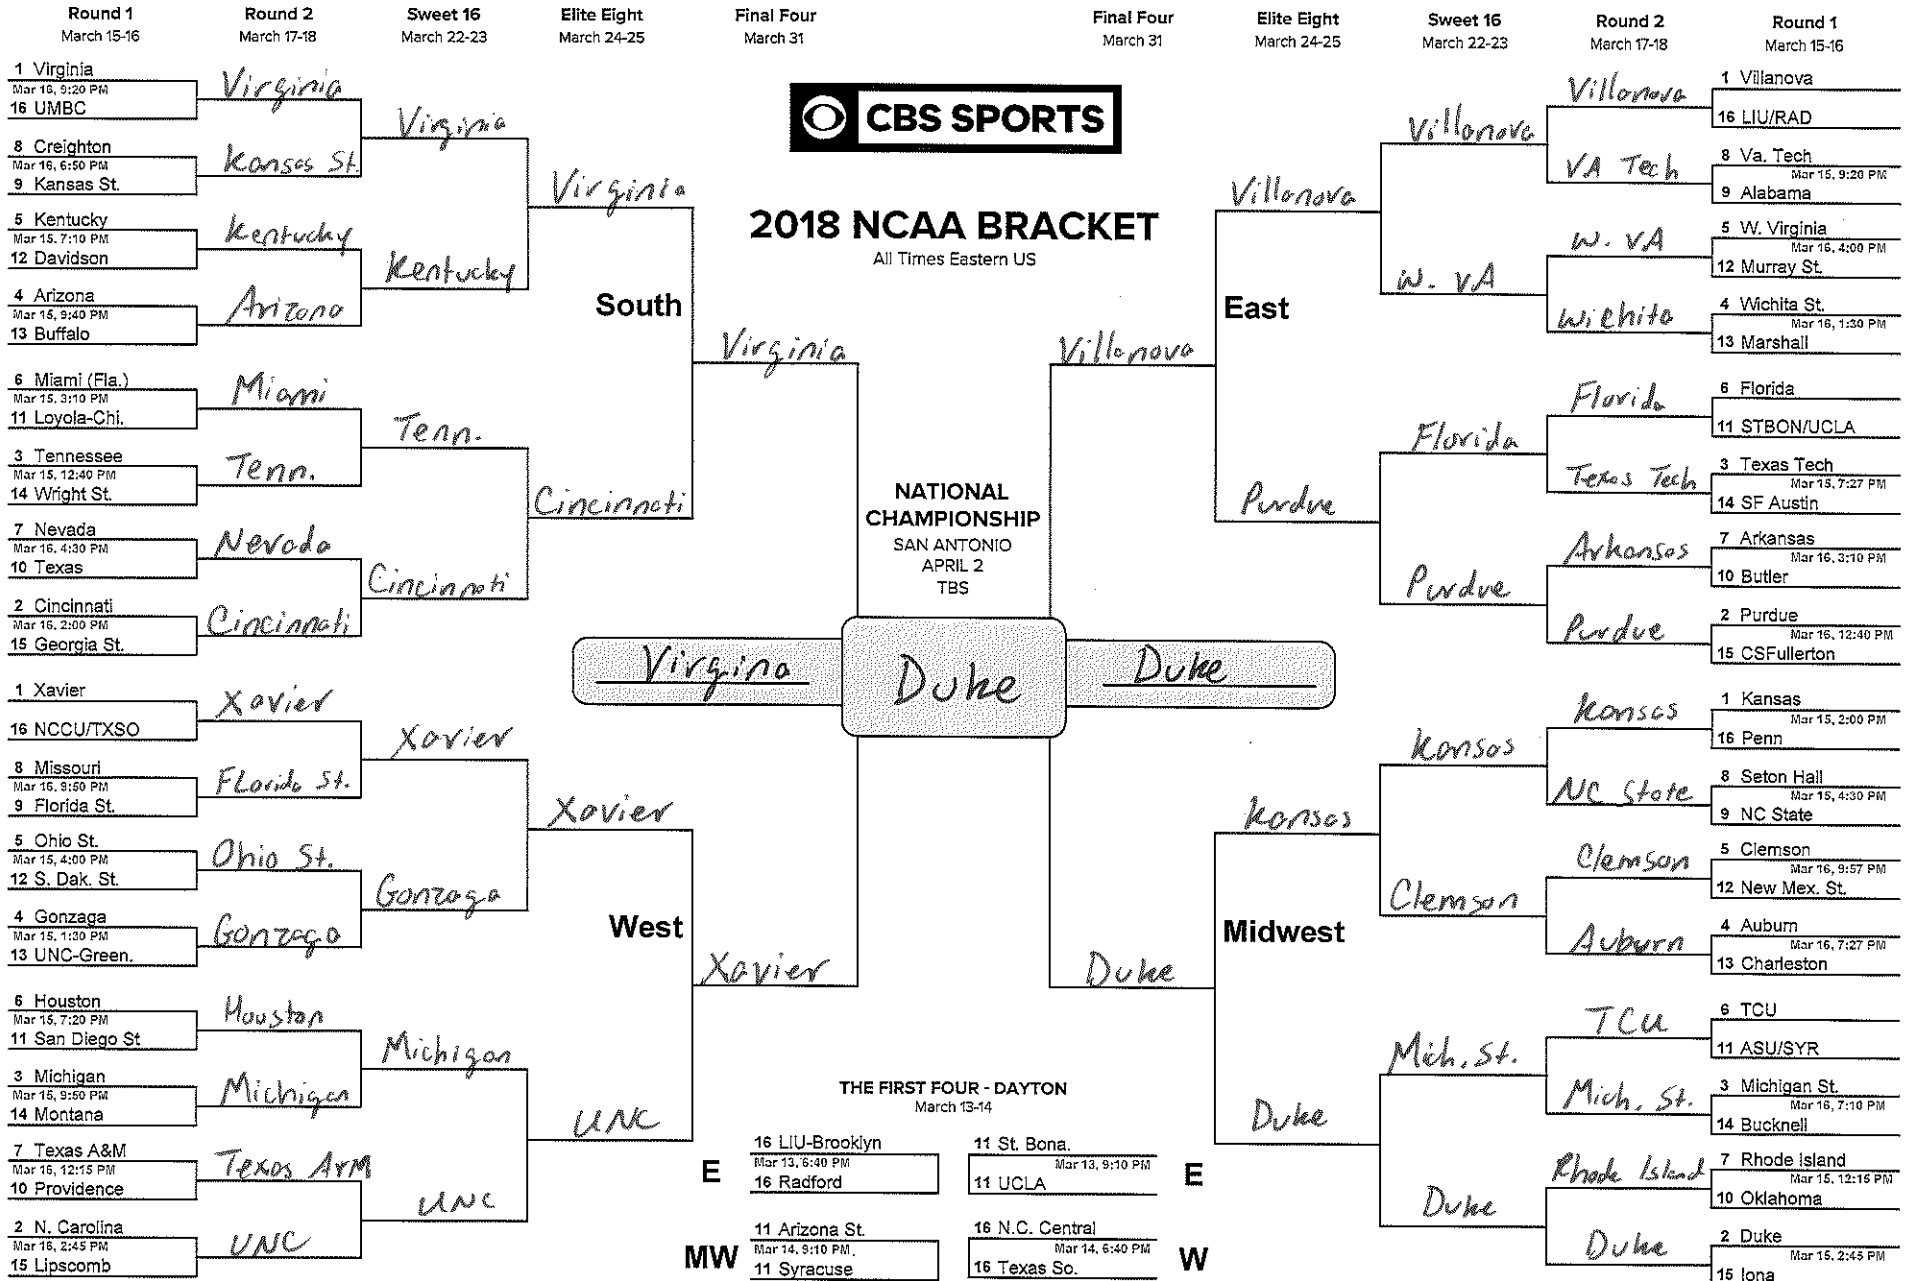 Round 1
March 15-16
Round 2
March 17-18
Sweet 16
March 22-23
Elite Eight
March 24-25
Final Four
March 31
Final Four
March 31
Elite Eight
March 24-25
Sweet 16
March 22-23
Round 2
March 17-18
Round 1
March 15-16
CBS SPORTS
2018 NCAA BRACKET
All Times Eastern US
1 Virginia
Mar 16, 9:20 PM
16 UMBC
8 Creighton
Mar 16, 6:50 PM
9 Kansas St.
5 Kentucky
Mar 15, 7:10 PM
12 Davidson
4 Arizona
Mar 15, 9:40 PM
13 Buffalo
6 Miami (Fla.)
Mar 15, 3:10 PM
11 Loyola-Chi.
3 Tennessee
Mar 15, 12:40 PM
14 Wright St.
7 Nevada
Mar 16, 4:30 PM
10 Texas
2 Cincinnati
Mar 16, 2:00 PM
15 Georgia St.
Virginia
Kansas St.
Kentucky
Arizona
Miami
Tenn.
Nevada
Cincinnati
Virginia
Kentucky
Tenn.
Cincinnati
Virginia
Cincinnati
South
Virginia
1 Xavier
16 NCCU/TXSO
8 Missouri
Mar 16, 9:50 PM
9 Florida St.
5 Ohio St.
Mar 15, 4:00 PM
12 S. Dak. St.
4 Gonzaga
Mar 15, 1:30 PM
13 UNC-Green.
6 Houston
Mar 15, 7:20 PM
11 San Diego St
3 Michigan
Mar 15, 9:50 PM
14 Montana
7 Texas A&M
Mar 16, 12:15 PM
10 Providence
2 N. Carolina
Mar 16, 2:45 PM
15 Lipscomb
Xavier
FLorida St.
Ohio St.
Gonzaga
Houston
Michigan
Texas A&M
UNC
Xavier
Gonzaga
Michigan
UNC
Xavier
UNC
West
Xavier
NATIONAL
CHAMPIONSHIP
SAN ANTONIO
APRIL 2
TBS
Virgina
Duke
Duke
1 Villanova
16 LIU/RAD
8 Va. Tech
Mar 15, 9:20 PM
9 Alabama
5 W. Virginia
Mar 16, 4:00 PM
12 Murray St.
4 Wichita St.
Mar 16, 1:30 PM
13 Marshall
6 Florida
11 STBON/UCLA
3 Texas Tech
Mar 15, 7:27 PM
14 SF Austin
7 Arkansas
Mar 16, 3:10 PM
10 Butler
2 Purdue
Mar 16, 12:40 PM
15 CSFullerton
Villanova
VA Tech
W. VA
Wichita
Florida
Texas Tech
Arkansas
Purdue
Villanova
W. VA
Florida
Purdue
Villanova
Purdue
East
Villanova
1 Kansas
Mar 15, 2:00 PM
16 Penn
8 Seton Hall
Mar 15, 4:30 PM
9 NC State
5 Clemson
Mar 16, 9:57 PM
12 New Mex. St.
4 Auburn
Mar 16, 7:27 PM
13 Charleston
6 TCU
11 ASU/SYR
3 Michigan St.
Mar 16, 7:10 PM
14 Bucknell
7 Rhode Island
Mar 15, 12:15 PM
10 Oklahoma
2 Duke
Mar 15, 2:45 PM
15 Iona
Kansas
NC State
Clemson
Auburn
TCU
Mich. St.
Rhode Island
Duke
Kansas
Clemson
Mich. St.
Duke
Kansas
Duke
Midwest
Duke
THE FIRST FOUR - DAYTON
March 13-14
E
16 LIU-Brooklyn
Mar 13, 6:40 PM
16 Radford
11 St. Bona.
Mar 13, 9:10 PM
11 UCLA
E
MW
11 Arizona St.
Mar 14, 9:10 PM
11 Syracuse
16 N.C. Central
Mar 14, 6:40 PM
16 Texas So.
W